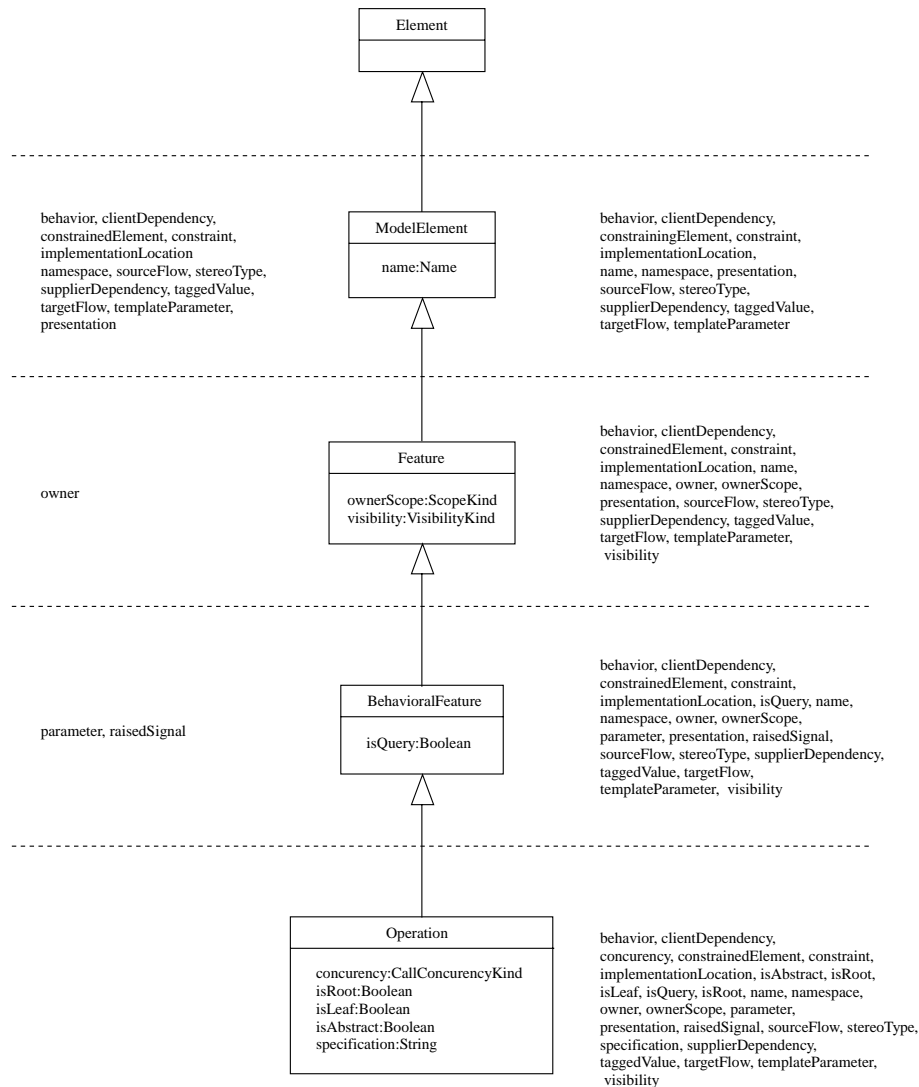 Element
behavior, clientDependency,
constrainedElement, constraint,
implementationLocation
namespace, sourceFlow, stereoType,
supplierDependency, taggedValue,
targetFlow, templateParameter,
presentation
ModelElement
name:Name
behavior, clientDependency,
constrainingElement, constraint,
implementationLocation,
name, namespace, presentation,
sourceFlow, stereoType,
supplierDependency, taggedValue,
targetFlow, templateParameter
owner
Feature
ownerScope:ScopeKind
visibility:VisibilityKind
behavior, clientDependency,
constrainedElement, constraint,
implementationLocation, name,
namespace, owner, ownerScope,
presentation, sourceFlow, stereoType,
supplierDependency, taggedValue,
targetFlow, templateParameter,
visibility
parameter, raisedSignal
BehavioralFeature
isQuery:Boolean
behavior, clientDependency,
constrainedElement, constraint,
implementationLocation, isQuery, name,
namespace, owner, ownerScope,
parameter, presentation, raisedSignal,
sourceFlow, stereoType, supplierDependency,
taggedValue, targetFlow,
templateParameter, visibility
Operation
concurency:CallConcurencyKind
isRoot:Boolean
isLeaf:Boolean
isAbstract:Boolean
specification:String
behavior, clientDependency,
concurency, constrainedElement, constraint,
implementationLocation, isAbstract, isRoot,
isLeaf, isQuery, isRoot, name, namespace,
owner, ownerScope, parameter,
presentation, raisedSignal, sourceFlow, stereoType,
specification, supplierDependency,
taggedValue, targetFlow, templateParameter,
visibility